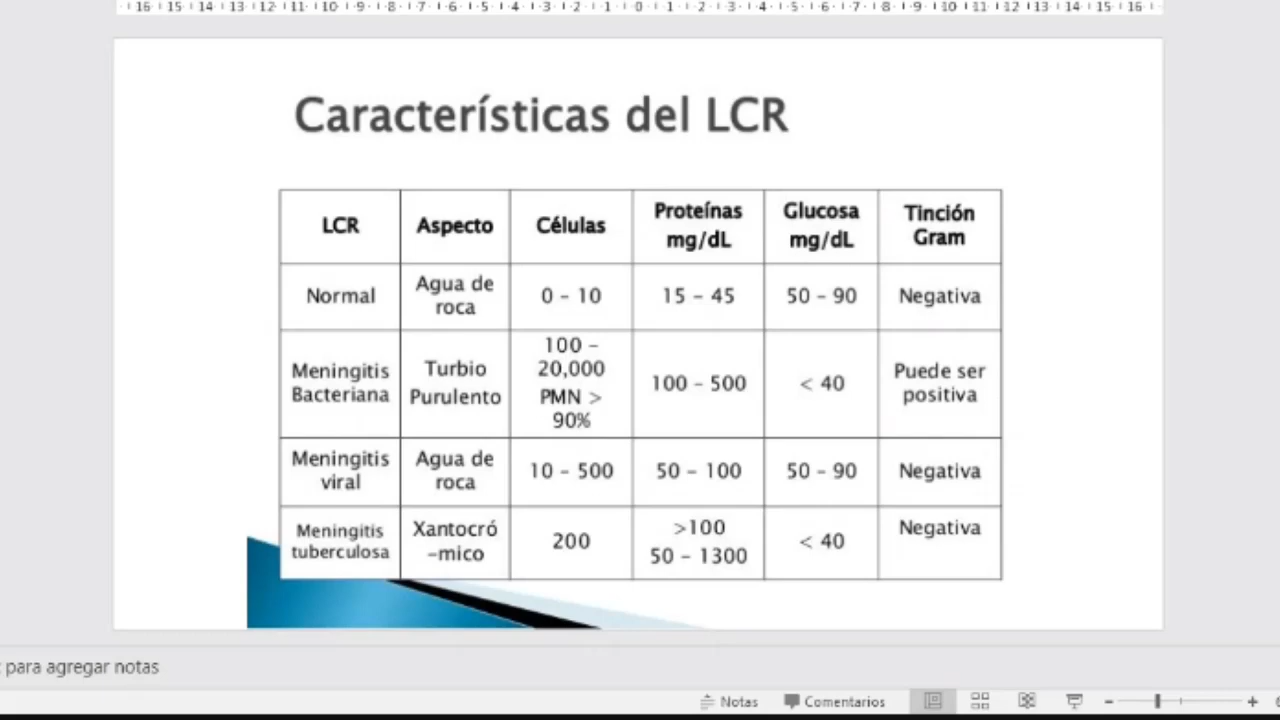 16 15 14 13 12 11 10 9 8 7 6 5 4 3 2 1 0 1 2 3 4 5 6 7 8 9 10 11 12 13 14 15 16
Características del LCR
LCR
Aspecto
Células
Proteínas
mg/dL
Glucosa
mg/dL
Tinción
Gram
Normal
Agua de
roca
0 – 10
15 – 45
50 – 90
Negativa
Meningitis
Bacteriana
Turbio
Purulento
100 –
20,000
PMN >
90%
100 – 500
< 40
Puede ser
positiva
Meningitis
viral
Agua de
roca
10 – 500
50 – 100
50 – 90
Negativa
Meningitis
tuberculosa
Xantocró
-mico
200
>100
50 – 1300
< 40
Negativa
para agregar notas
Notas
Comentarios